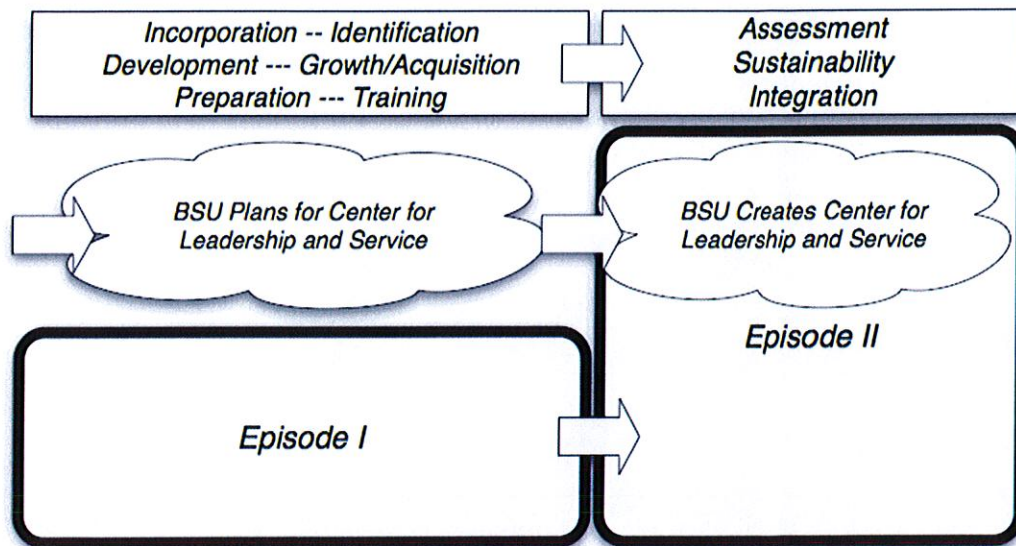 Incorporation -- Identification
Development --- Growth/Acquisition
Preparation --- Training
Assessment
Sustainability
Integration
BSU Plans for Center for
Leadership and Service
BSU Creates Center for
Leadership and Service
Episode I
Episode II